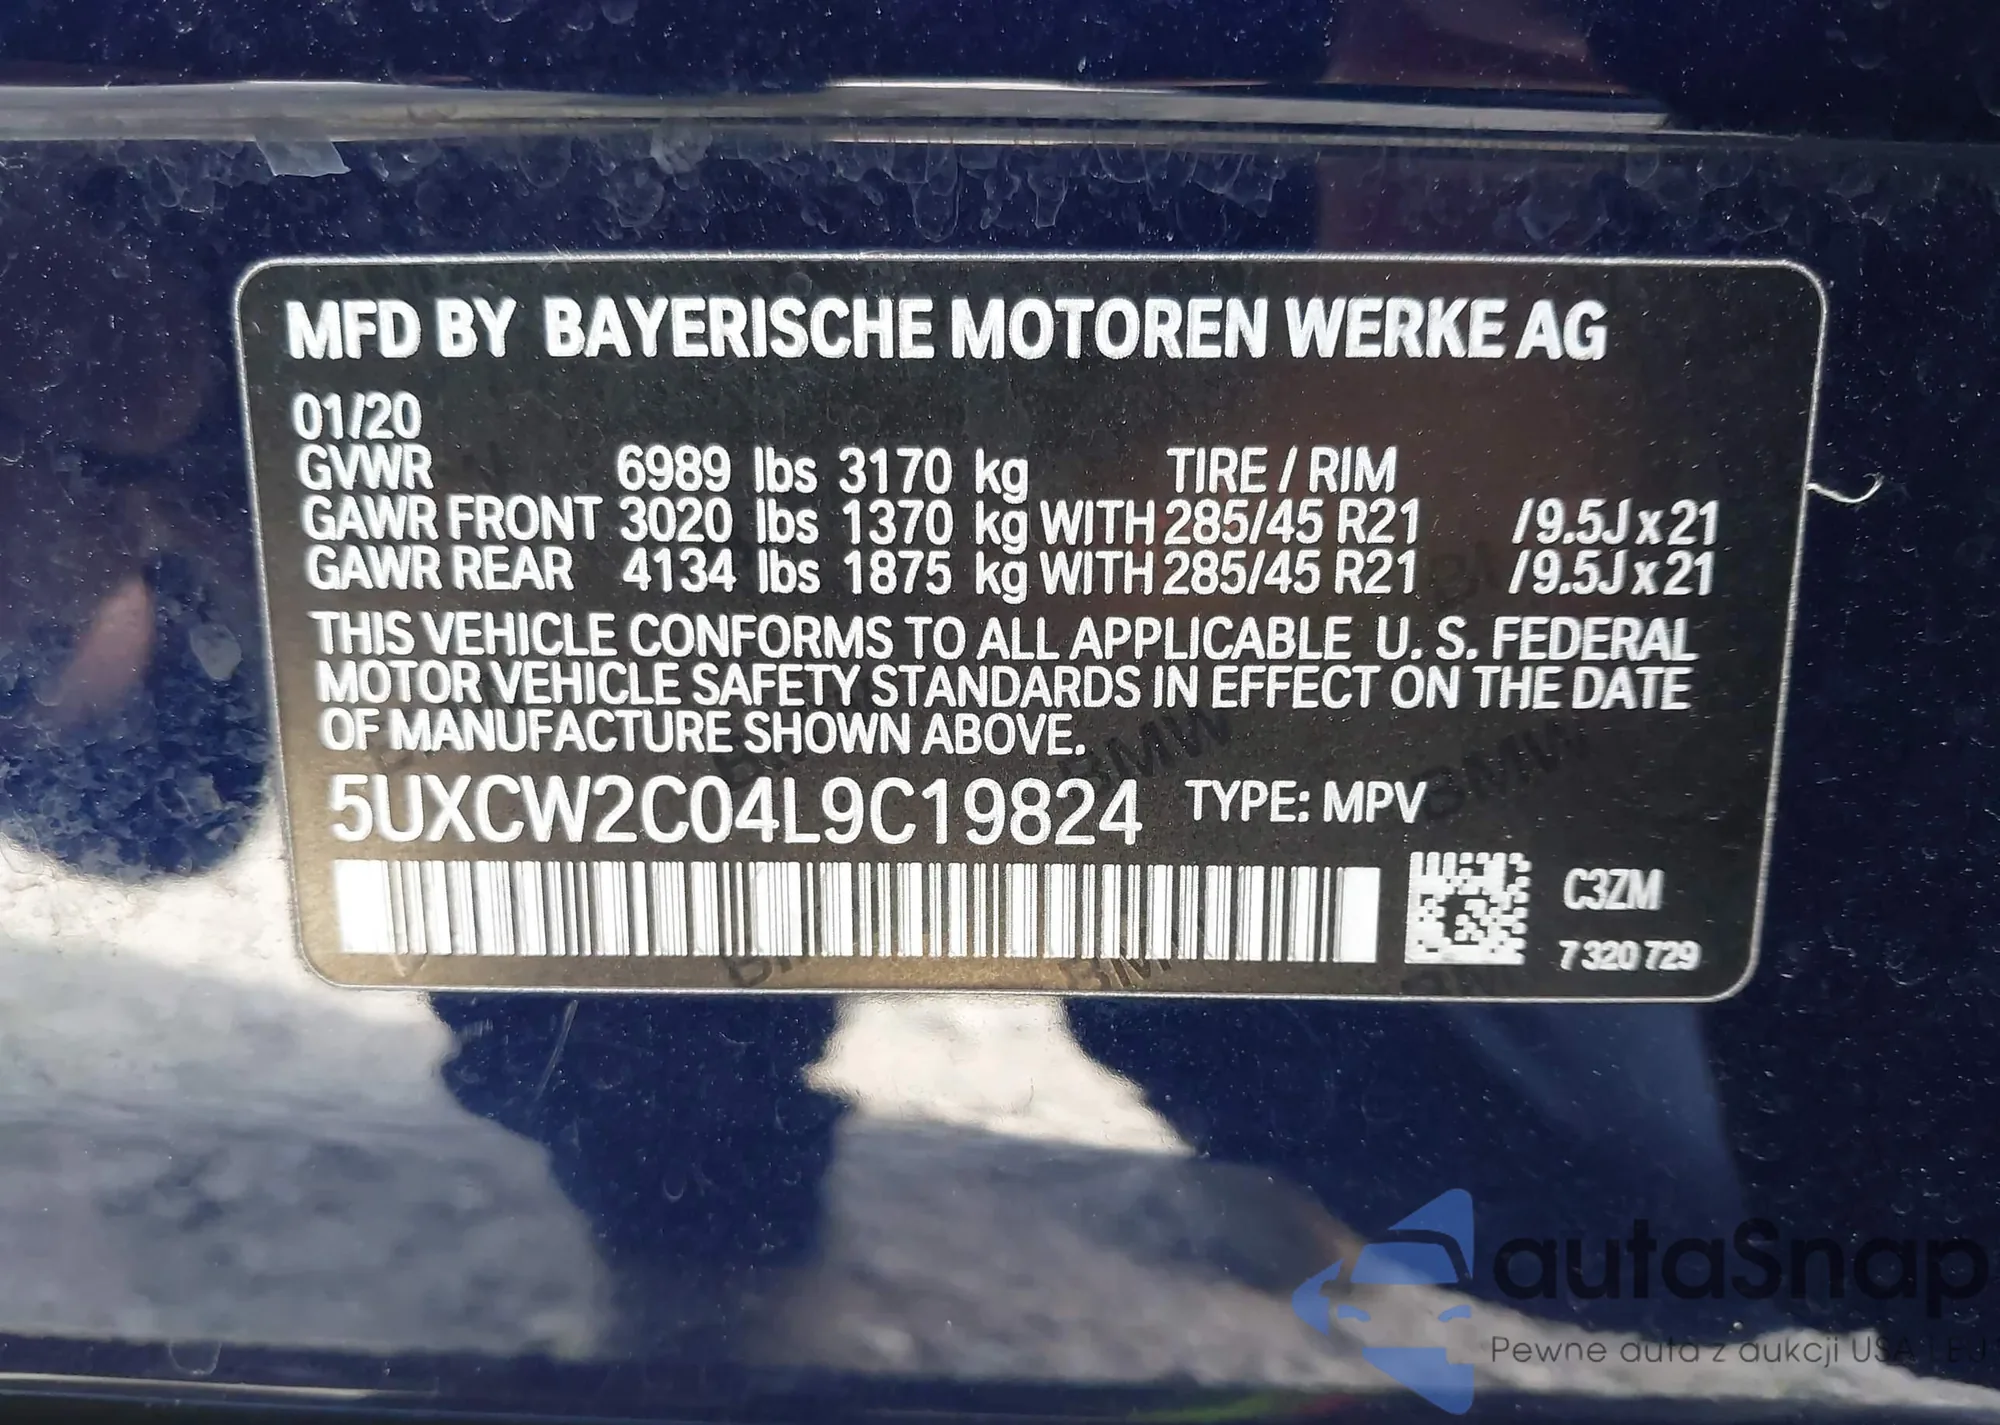 MFD BY BAYERISCHE MOTOREN WERKE AG
01/20
GVWR 6989 lbs 3170 kg TIRE / RIM
GAWR FRONT 3020 lbs 1370 kg WITH 285/45 R21 /9.5J x 21
GAWR REAR 4134 lbs 1875 kg WITH 285/45 R21 /9.5J x 21
THIS VEHICLE CONFORMS TO ALL APPLICABLE U. S. FEDERAL
MOTOR VEHICLE SAFETY STANDARDS IN EFFECT ON THE DATE
OF MANUFACTURE SHOWN ABOVE.
5UXCW2C04L9C19824 TYPE: MPV
C3ZM
7 320 729
autaSnap
Pewne auta z aukcji USA I EJ